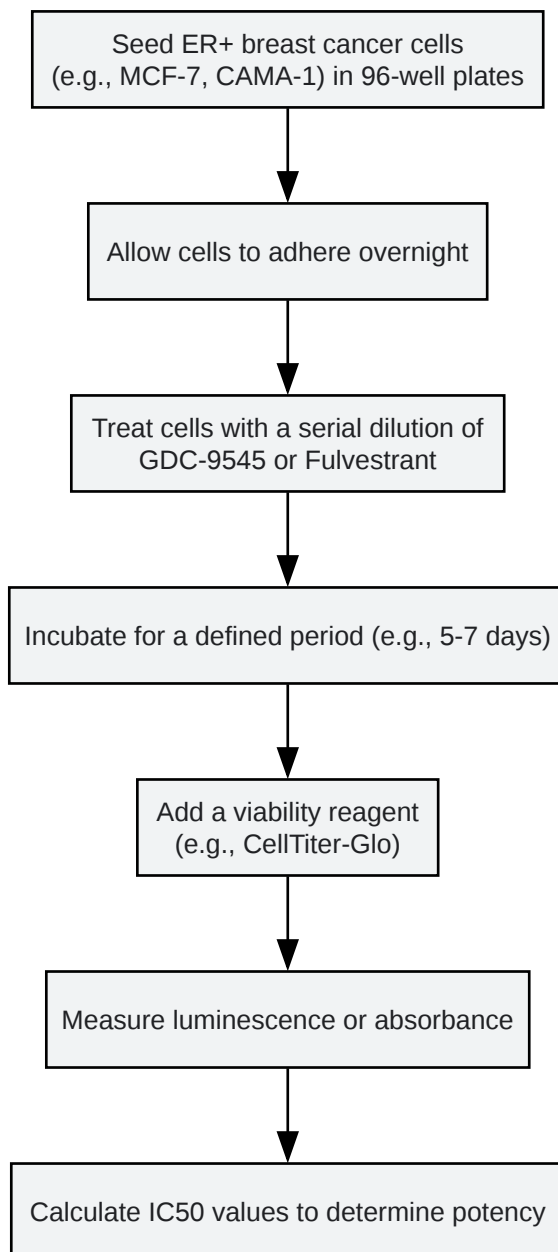 Seed ER+ breast cancer cells
(e.g., MCF-7, CAMA-1) in 96-well plates
Allow cells to adhere overnight
Treat cells with a serial dilution of
GDC-9545 or Fulvestrant
Incubate for a defined period (e.g., 5-7 days)
Add a viability reagent
(e.g., CellTiter-Glo)
Measure luminescence or absorbance
Calculate IC50 values to determine potency